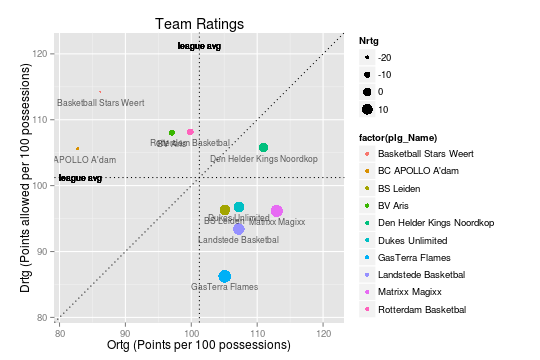 Team Ratings
Drtg (Points allowed per 100 possessions)
120
110
100
90
80
league avg
league avg
Basketball Stars Weert
Rotterdam Basketbal
BV Aris
APOLLO A'dam
Den Helder Kings Noordkop
Dukes Unlimited
BS Leiden
Matrixx Magixx
Landstede Basketbal
GasTerra Flames
80
90
100
110
120
Ortg (Points per 100 possessions)
Nrtg
-20
-10
0
10
factor(plg_Name)
Basketball Stars Weert
BC APOLLO A'dam
BS Leiden
BV Aris
Den Helder Kings Noordkop
Dukes Unlimited
GasTerra Flames
Landstede Basketbal
Matrixx Magixx
Rotterdam Basketbal